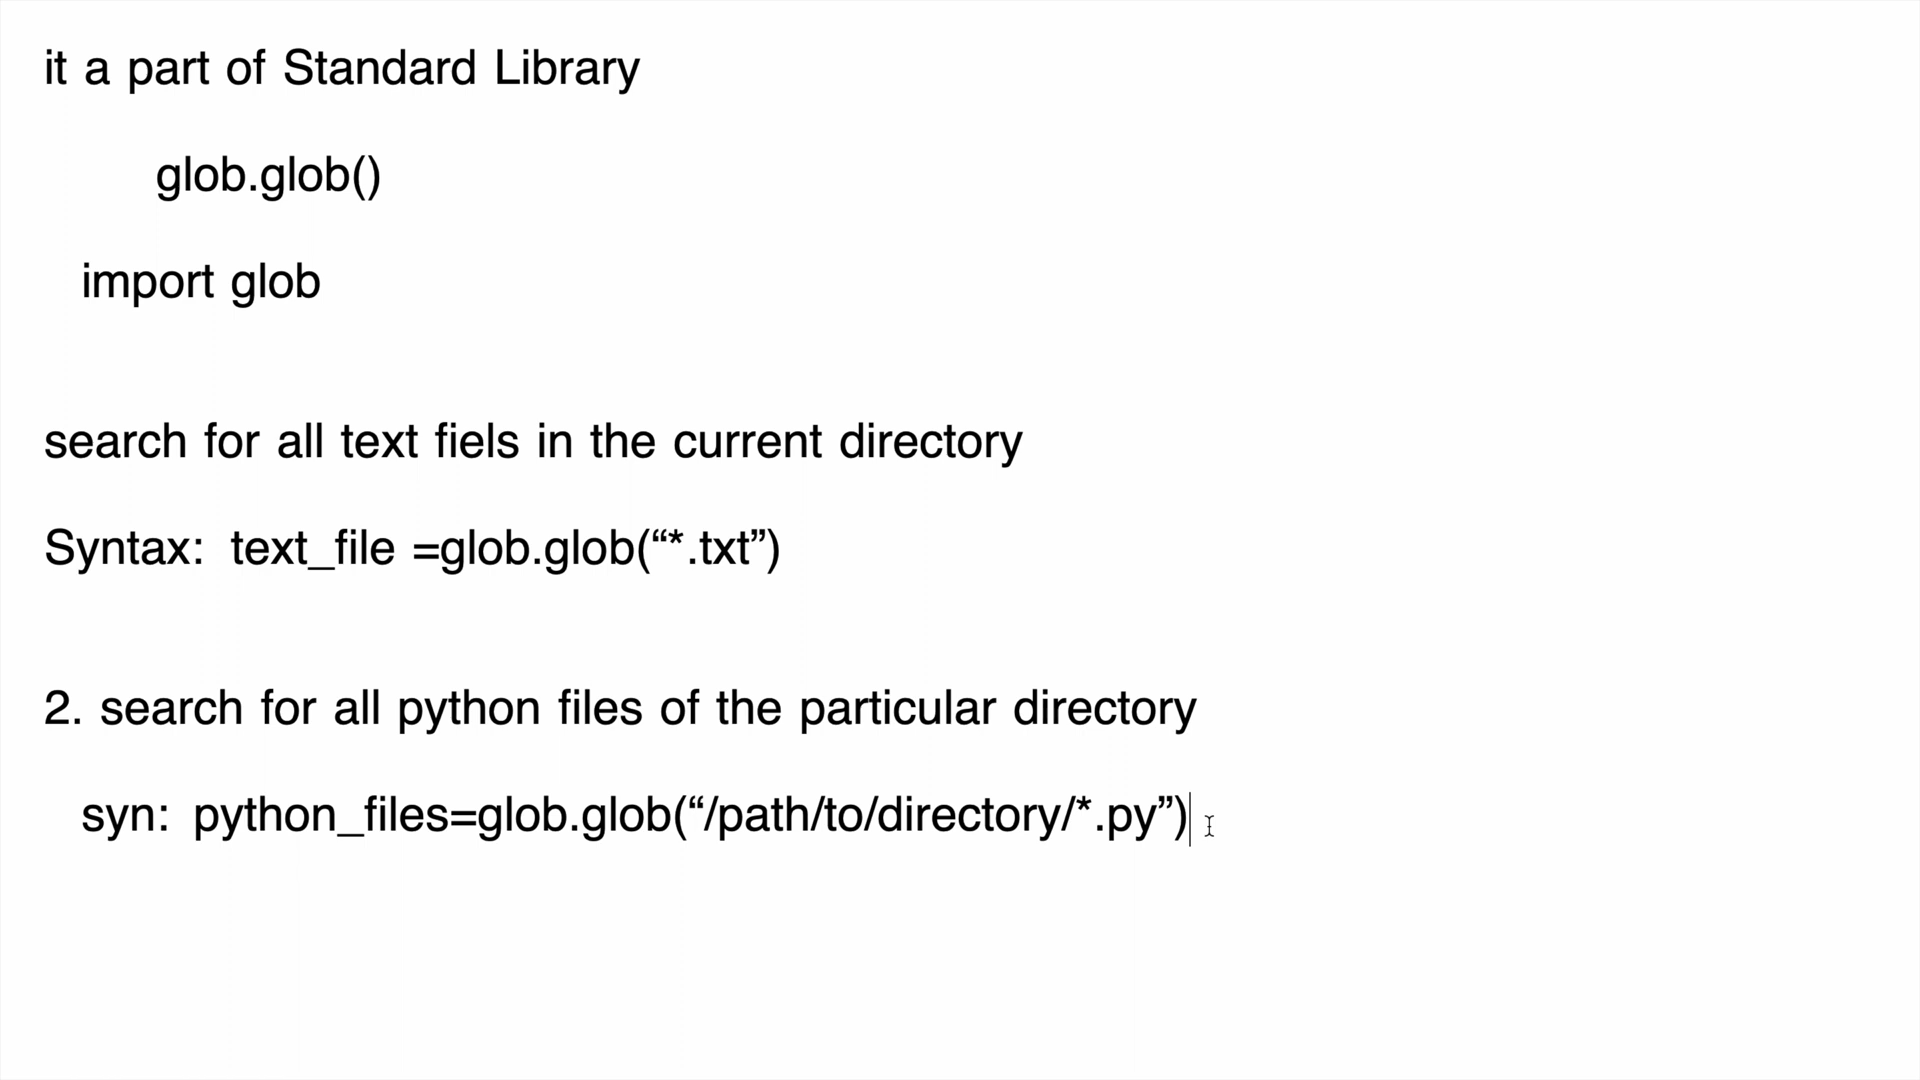 it a part of Standard Library
glob.glob()
import glob
search for all text fiels in the current directory
Syntax: text_file =glob.glob(“*.txt”)
2. search for all python files of the particular directory
syn: python_files=glob.glob(“/path/to/directory/*.py”)